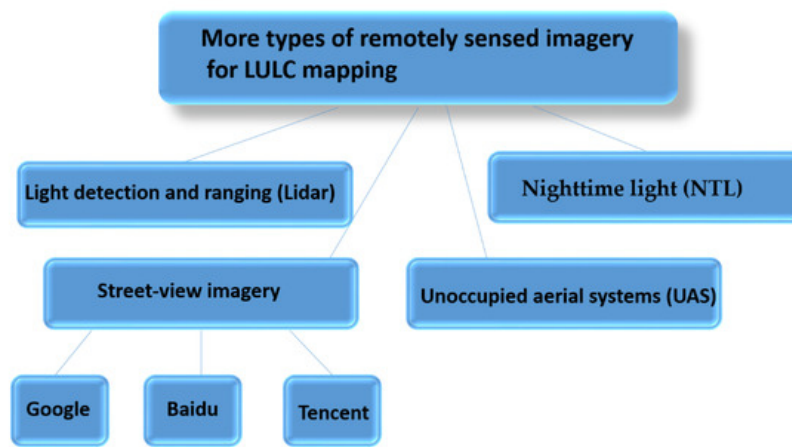 More types of remotely sensed imagery
for LULC mapping
Light detection and ranging (Lidar)
Nighttime light (NTL)
Street-view imagery
Unoccupied aerial systems (UAS)
Google
Baidu
Tencent